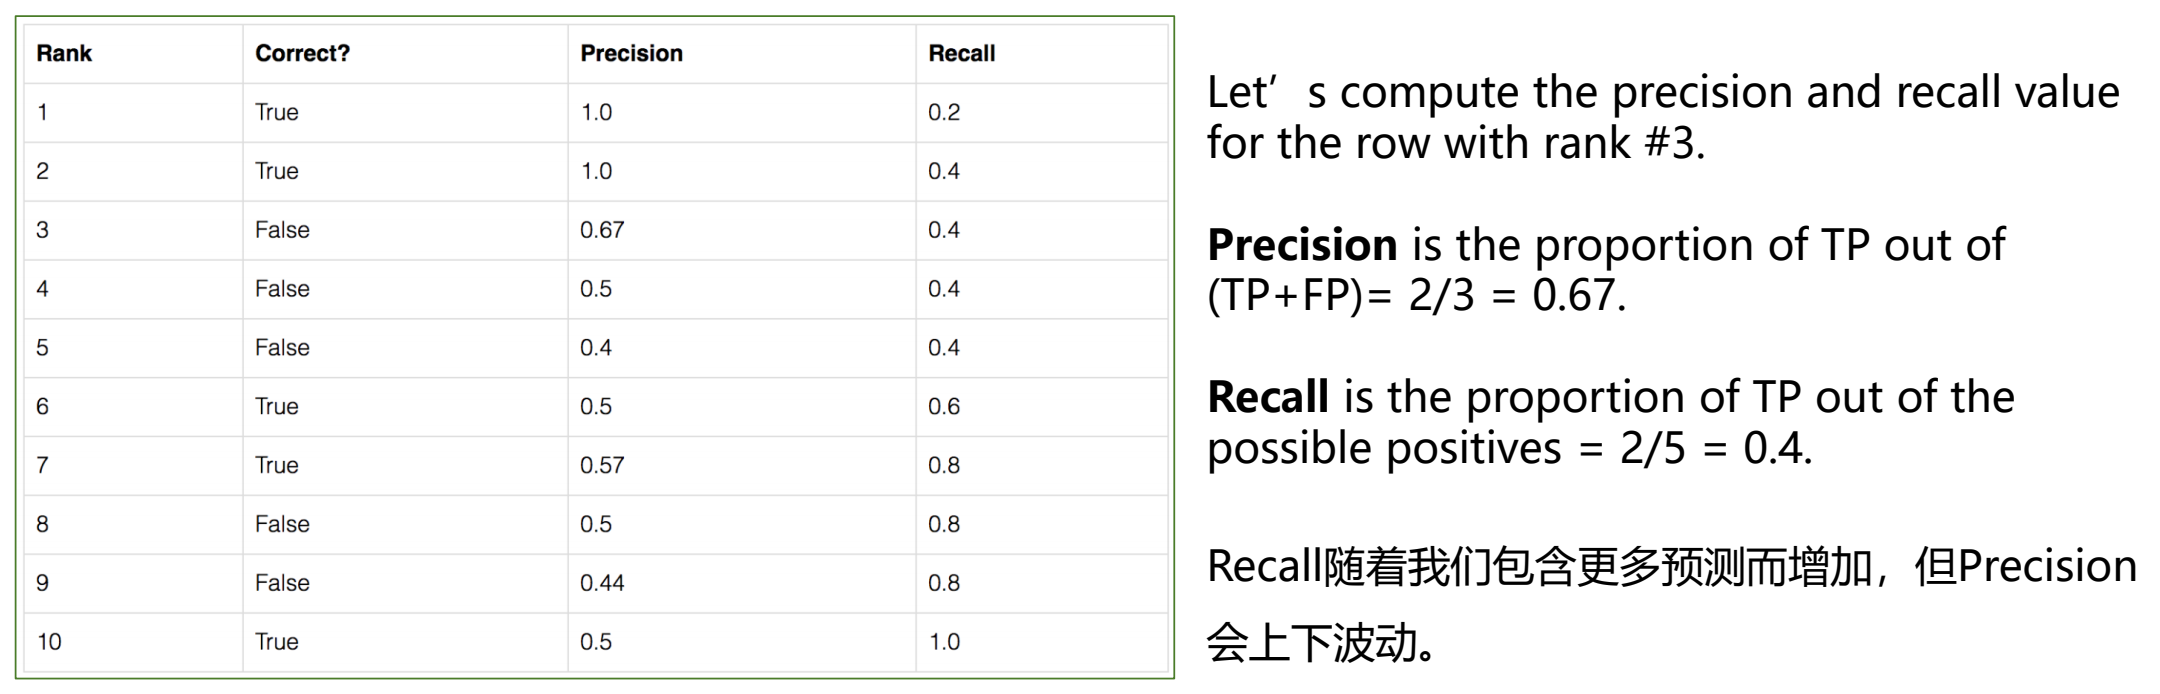 Rank Correct? Precision Recall
1 True 1.0 0.2
2 True 1.0 0.4
3 False 0.67 0.4
4 False 0.5 0.4
5 False 0.4 0.4
6 True 0.5 0.6
7 True 0.57 0.8
8 False 0.5 0.8
9 False 0.44 0.8
10 True 0.5 1.0
Let’s compute the precision and recall value
for the row with rank #3.
Precision is the proportion of TP out of
(TP+FP)= 2/3 = 0.67.
Recall is the proportion of TP out of the
possible positives = 2/5 = 0.4.
Recall随着我们包含更多预测而增加，但Precision
会上下波动。